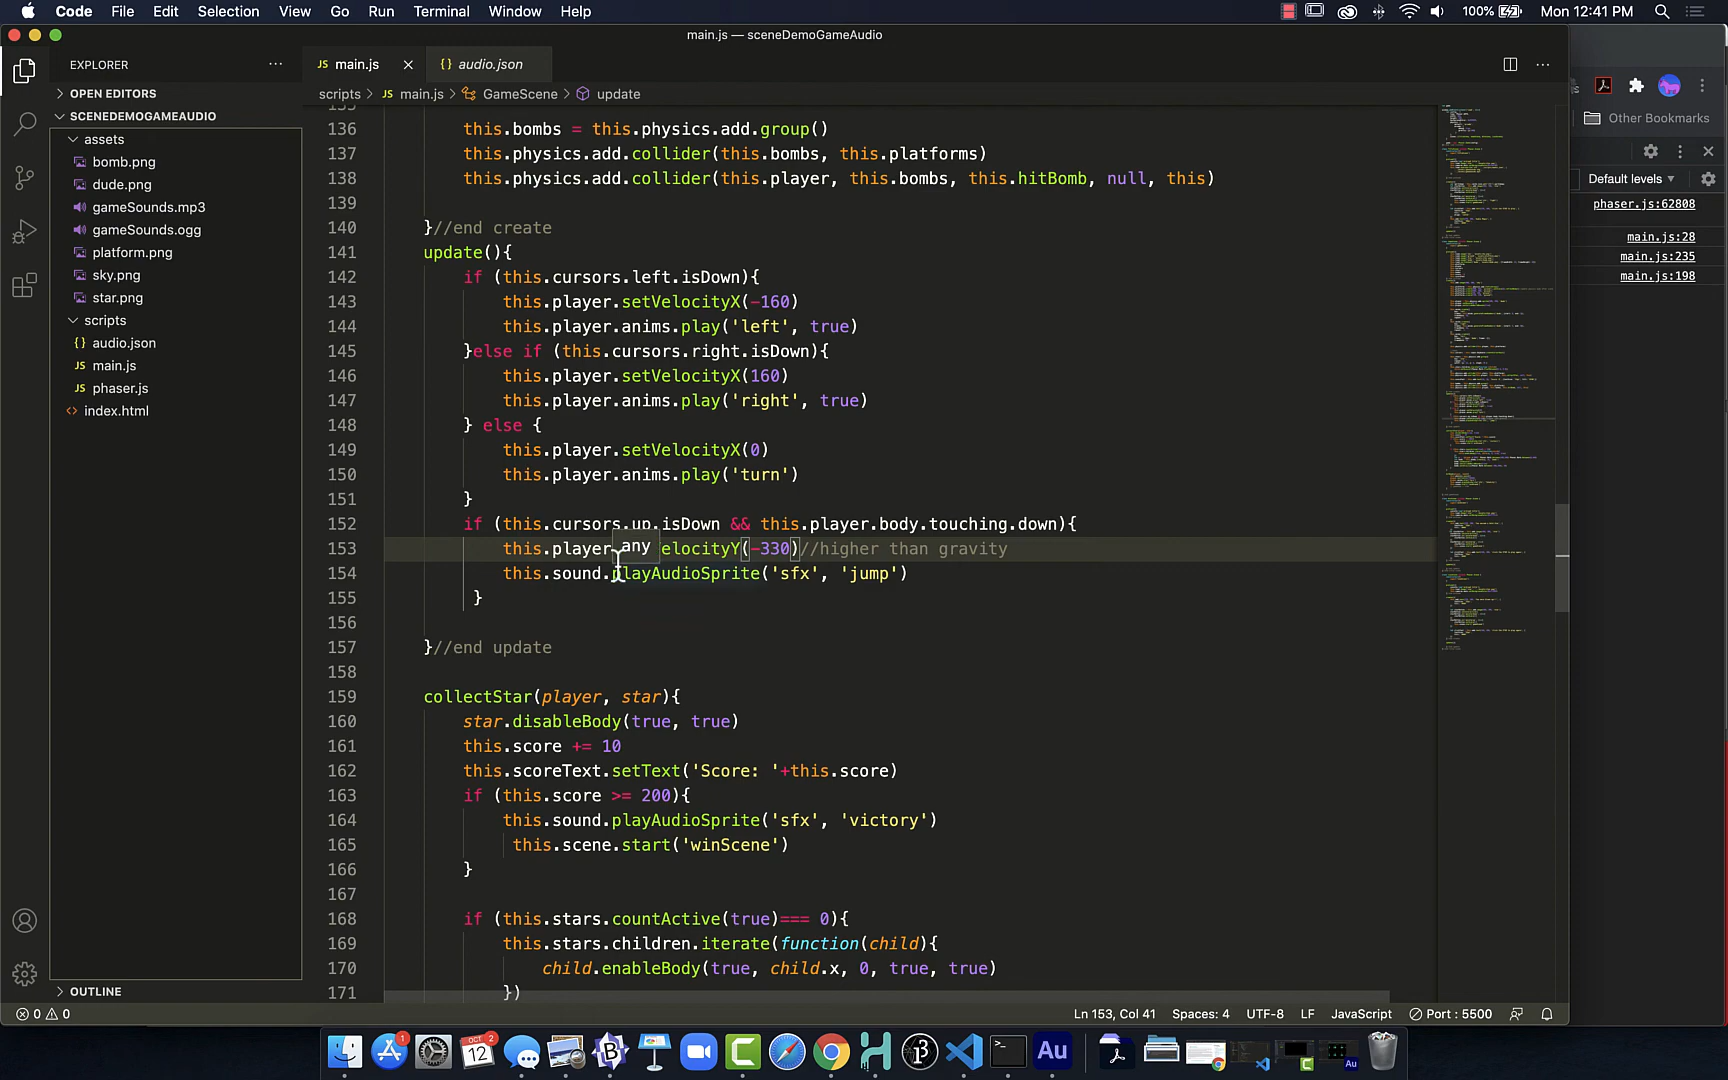 Code File Edit Selection View Go Run Terminal Window Help 100% Mon 12:41 PM
main.js — sceneDemoGameAudio
EXPLORER
JS main.js
{} audio.json
scripts > JS main.js > GameScene > update
OPEN EDITORS
SCENEDEMOGAMEAUDIO
assets
bomb.png
dude.png
gameSounds.mp3
gameSounds.ogg
platform.png
sky.png
star.png
scripts
{} audio.json
JS main.js
JS phaser.js
<> index.html
OUTLINE
136 this.bombs = this.physics.add.group()
137 this.physics.add.collider(this.bombs, this.platforms)
138 this.physics.add.collider(this.player, this.bombs, this.hitBomb, null, this)
139
140 }//end create
141 update(){
142 if (this.cursors.left.isDown){
143 this.player.setVelocityX(-160)
144 this.player.anims.play('left', true)
145 }else if (this.cursors.right.isDown){
146 this.player.setVelocityX(160)
147 this.player.anims.play('right', true)
148 } else {
149 this.player.setVelocityX(0)
150 this.player.anims.play('turn')
151 }
152 if (this.cursors.up.isDown && this.player.body.touching.down){
any
153 this.player. elocityY(-330)//higher than gravity
154 this.sound.playAudioSprite('sfx', 'jump')
155 }
156
157 }//end update
158
159 collectStar(player, star){
160 star.disableBody(true, true)
161 this.score += 10
162 this.scoreText.setText('Score: '+this.score)
163 if (this.score >= 200){
164 this.sound.playAudioSprite('sfx', 'victory')
165 this.scene.start('winScene')
166 }
167
168 if (this.stars.countActive(true)=== 0){
169 this.stars.children.iterate(function(child){
170 child.enableBody(true, child.x, 0, true, true)
171 })
Other Bookmarks
Default levels
phaser.js:62808
main.js:28
main.js:235
main.js:198
0 0
Ln 153, Col 41 Spaces: 4 UTF-8 LF JavaScript Port : 5500
OCT 2
12
1
Au
Au